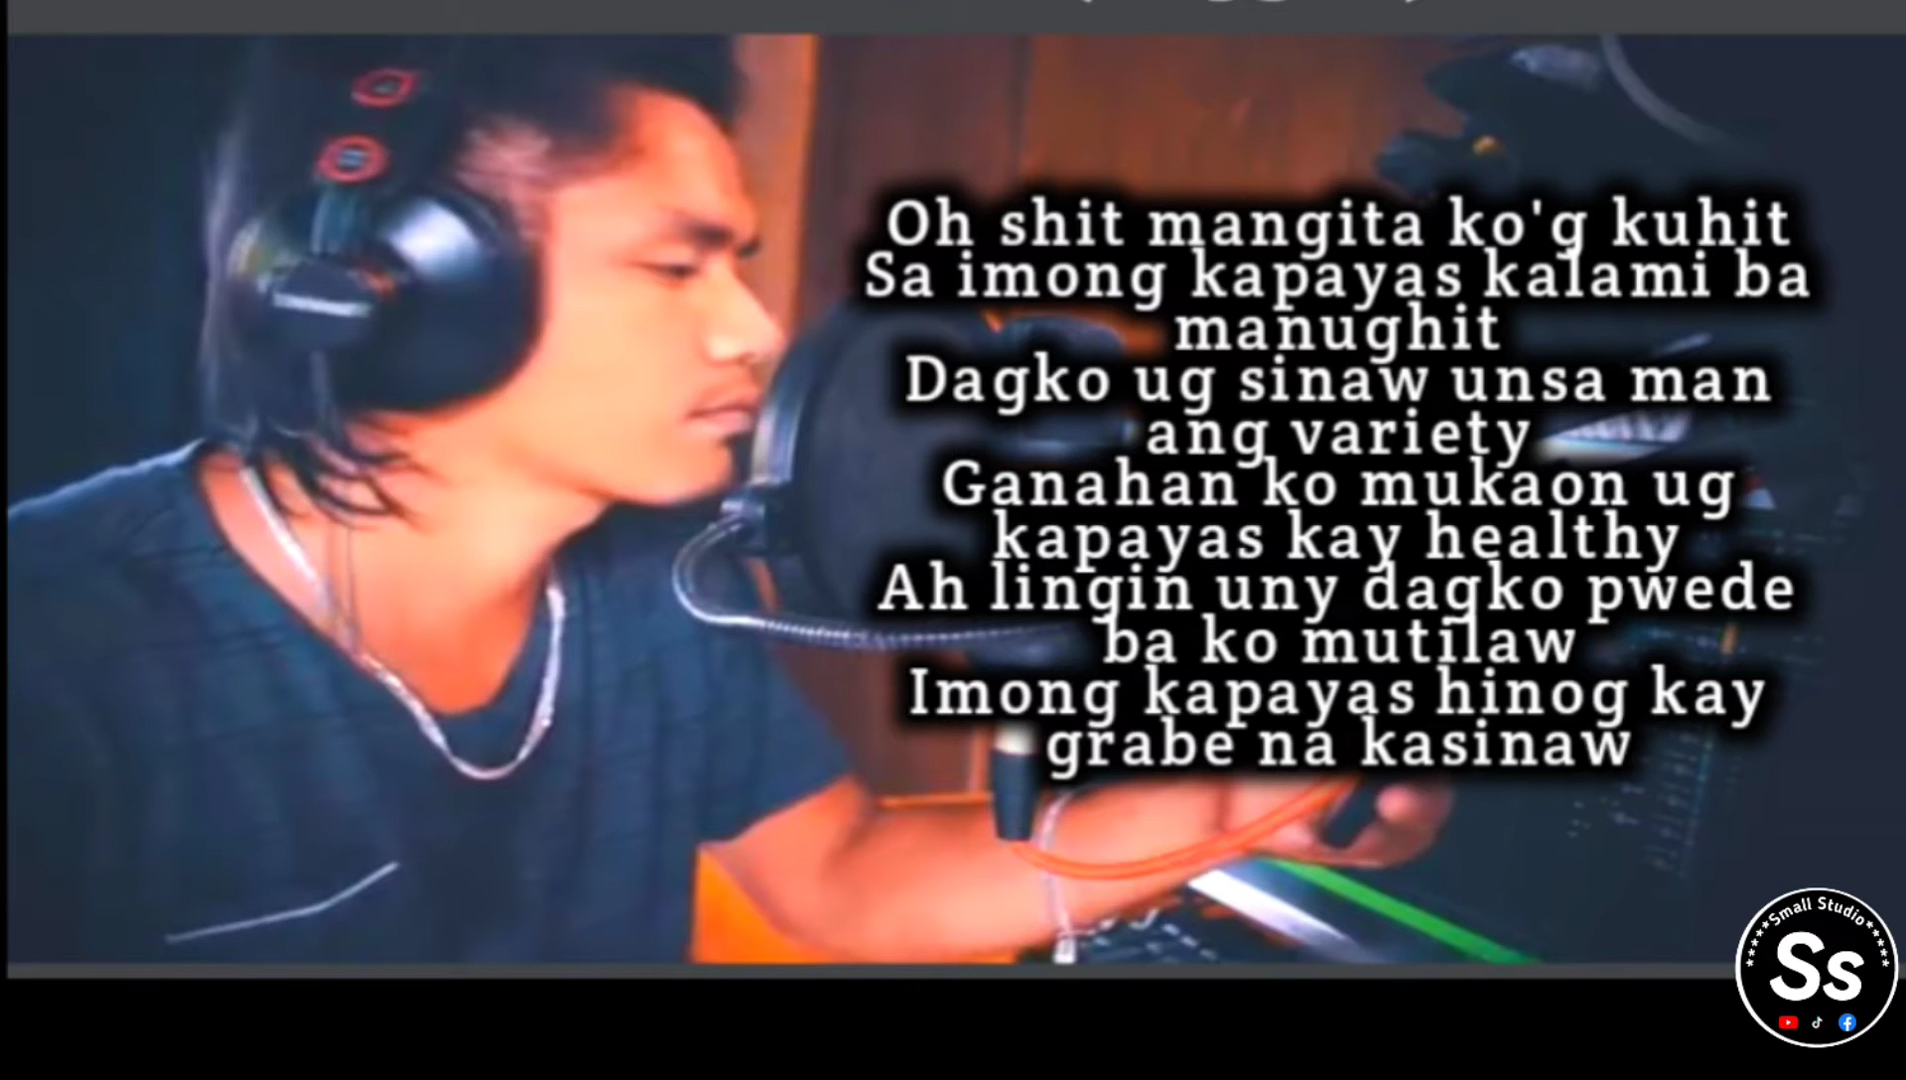 Oh shit mangita ko'g kuhit
Sa imong kapayas kalami ba
manughit
Dagko ug sinaw unsa man
ang variety
Ganahan ko mukaon ug
kapayas kay healthy
Ah lingin uny dagko pwede
ba ko mutilaw
Imong kapayas hinog kay
grabe na kasinaw
*****Small Studio*****
Ss